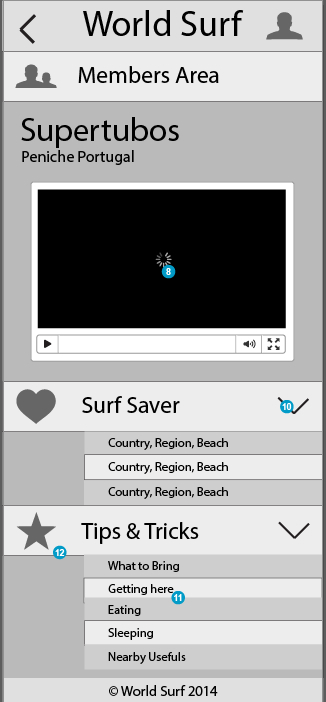 World Surf
Members Area
Supertubos
Peniche Portugal
8
Surf Saver
10
Country, Region, Beach
Country, Region, Beach
Country, Region, Beach
Tips & Tricks
12
What to Bring
Getting here
11
Eating
Sleeping
Nearby Usefuls
© World Surf 2014